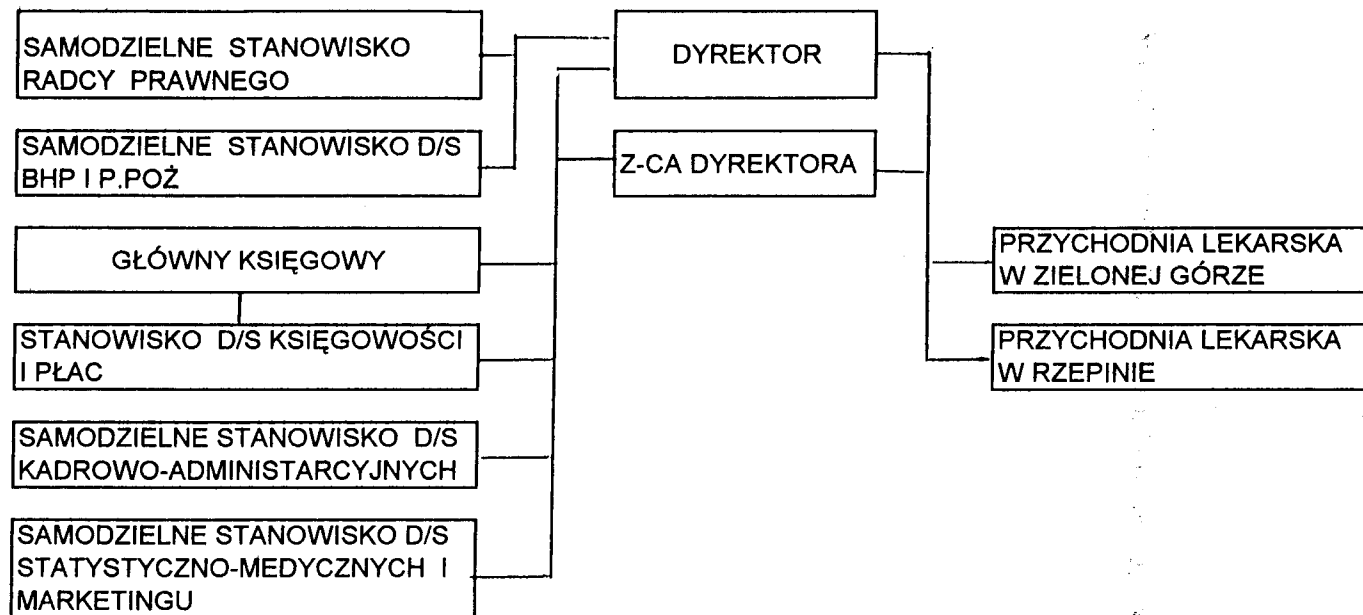 SAMODZIELNE STANOWISKO
RADCY PRAWNEGO
SAMODZIELNE STANOWISKO D/S
BHP I P.POŻ
GŁÓWNY KSIĘGOWY
STANOWISKO D/S KSIĘGOWOŚCI
I PŁAC
SAMODZIELNE STANOWISKO D/S
KADROWO-ADMINISTARCYJNYCH
SAMODZIELNE STANOWISKO D/S
STATYSTYCZNO-MEDYCZNYCH I
MARKETINGU
DYREKTOR
Z-CA DYREKTORA
PRZYCHODNIA LEKARSKA
W ZIELONEJ GÓRZE
PRZYCHODNIA LEKARSKA
W RZEPINIE